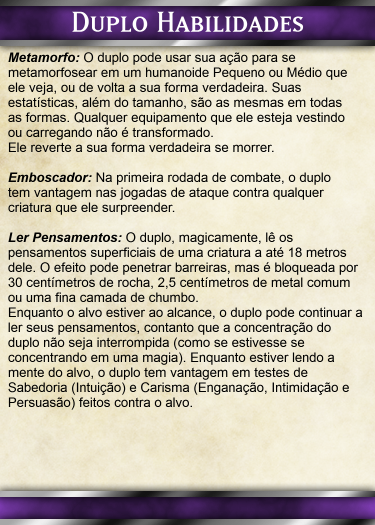 Duplo Habilidades
Metamorfo: O duplo pode usar sua ação para se
metamorfosear em um humanoide Pequeno ou Médio que
ele veja, ou de volta a sua forma verdadeira. Suas
estatísticas, além do tamanho, são as mesmas em todas
as formas. Qualquer equipamento que ele esteja vestindo
ou carregando não é transformado.
Ele reverte a sua forma verdadeira se morrer.
Emboscador: Na primeira rodada de combate, o duplo
tem vantagem nas jogadas de ataque contra qualquer
criatura que ele surpreender.
Ler Pensamentos: O duplo, magicamente, lê os
pensamentos superficiais de uma criatura a até 18 metros
dele. O efeito pode penetrar barreiras, mas é bloqueada por
30 centímetros de rocha, 2,5 centímetros de metal comum
ou uma fina camada de chumbo.
Enquanto o alvo estiver ao alcance, o duplo pode continuar a
ler seus pensamentos, contanto que a concentração do
duplo não seja interrompida (como se estivesse se
concentrando em uma magia). Enquanto estiver lendo a
mente do alvo, o duplo tem vantagem em testes de
Sabedoria (Intuição) e Carisma (Enganação, Intimidação e
Persuasão) feitos contra o alvo.